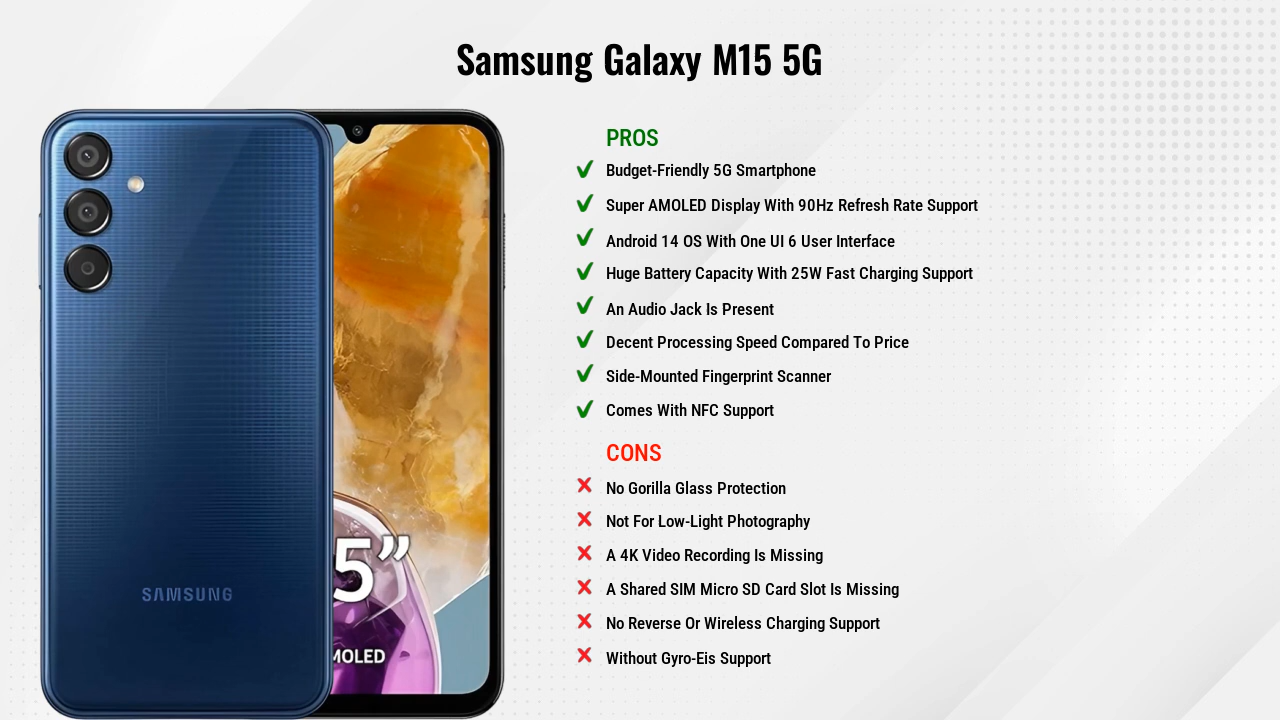 Samsung Galaxy M15 5G
PROS
Budget-Friendly 5G Smartphone
Super AMOLED Display With 90Hz Refresh Rate Support
Android 14 OS With One UI 6 User Interface
Huge Battery Capacity With 25W Fast Charging Support
An Audio Jack Is Present
Decent Processing Speed Compared To Price
Side-Mounted Fingerprint Scanner
Comes With NFC Support
CONS
No Gorilla Glass Protection
Not For Low-Light Photography
A 4K Video Recording Is Missing
A Shared SIM Micro SD Card Slot Is Missing
No Reverse Or Wireless Charging Support
Without Gyro-Eis Support
SAMSUNG
5”
MOLED